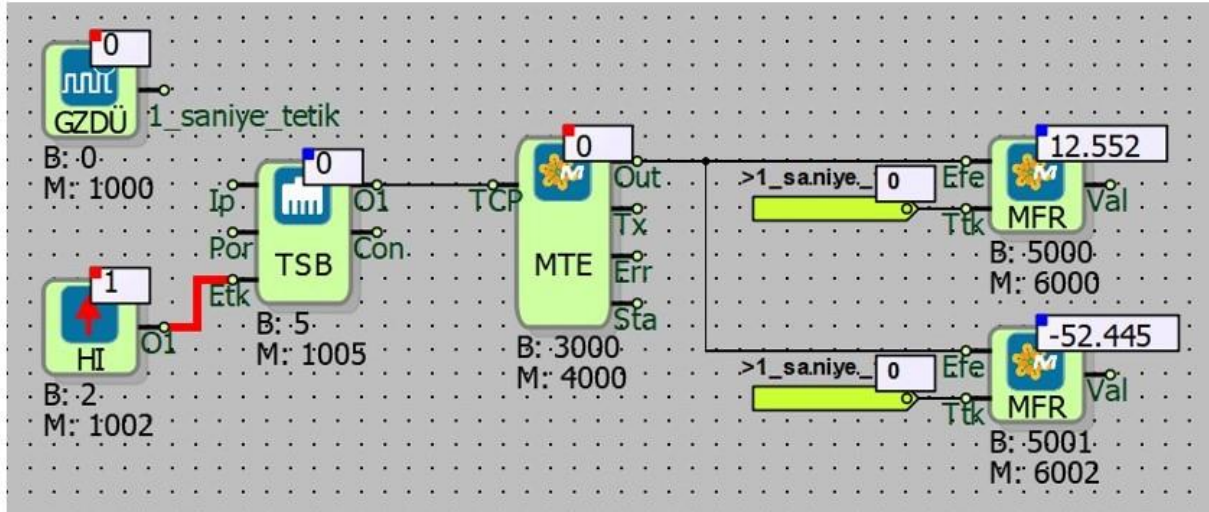 0
GZDÜ
1_saniye_tetik
B: 0
M: 1000
1
HI
O1
B: 2
M: 1002
0
Ip
Por
Etk
TSB
O1
Con
B: 5
M: 1005
0
TCP
MTE
Out
Tx
Err
Sta
B: 3000
M: 4000
>1_saniye_
0
12.552
Efe
Ttk
MFR
Val
B: 5000
M: 6000
>1_saniye_
0
-52.445
Efe
Ttk
MFR
Val
B: 5001
M: 6002